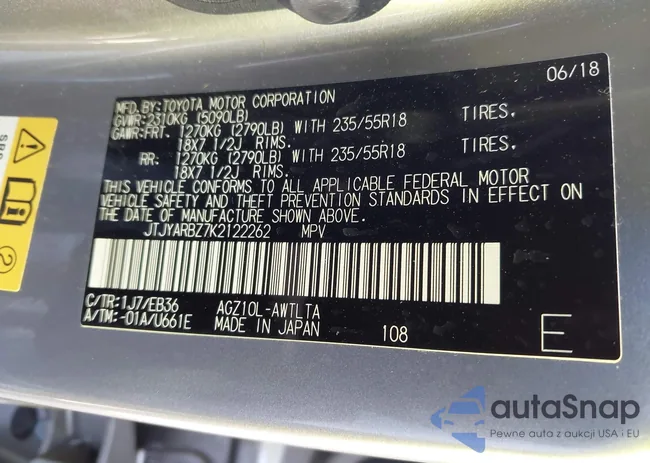 06/18
MFD.BY:TOYOTA MOTOR CORPORATION
GVWR:2310KG (5090LB)
GAWR:FRT. 1270KG (2790LB) WITH 235/55R18 TIRES,
18X7 1/2J RIMS.
RR: 1270KG (2790LB) WITH 235/55R18 TIRES,
18X7 1/2J RIMS.
THIS VEHICLE CONFORMS TO ALL APPLICABLE FEDERAL MOTOR
VEHICLE SAFETY AND THEFT PREVENTION STANDARDS IN EFFECT ON
THE DATE OF MANUFACTURE SHOWN ABOVE.
JTJYARBZ7K2122262 MPV
C/TR:1J7/EB36 AGZ10L-AWTLTA
A/TM:-01A/U661E MADE IN JAPAN 108 E
SRS
autoSnap
Pewne auta z aukcji USA i EU